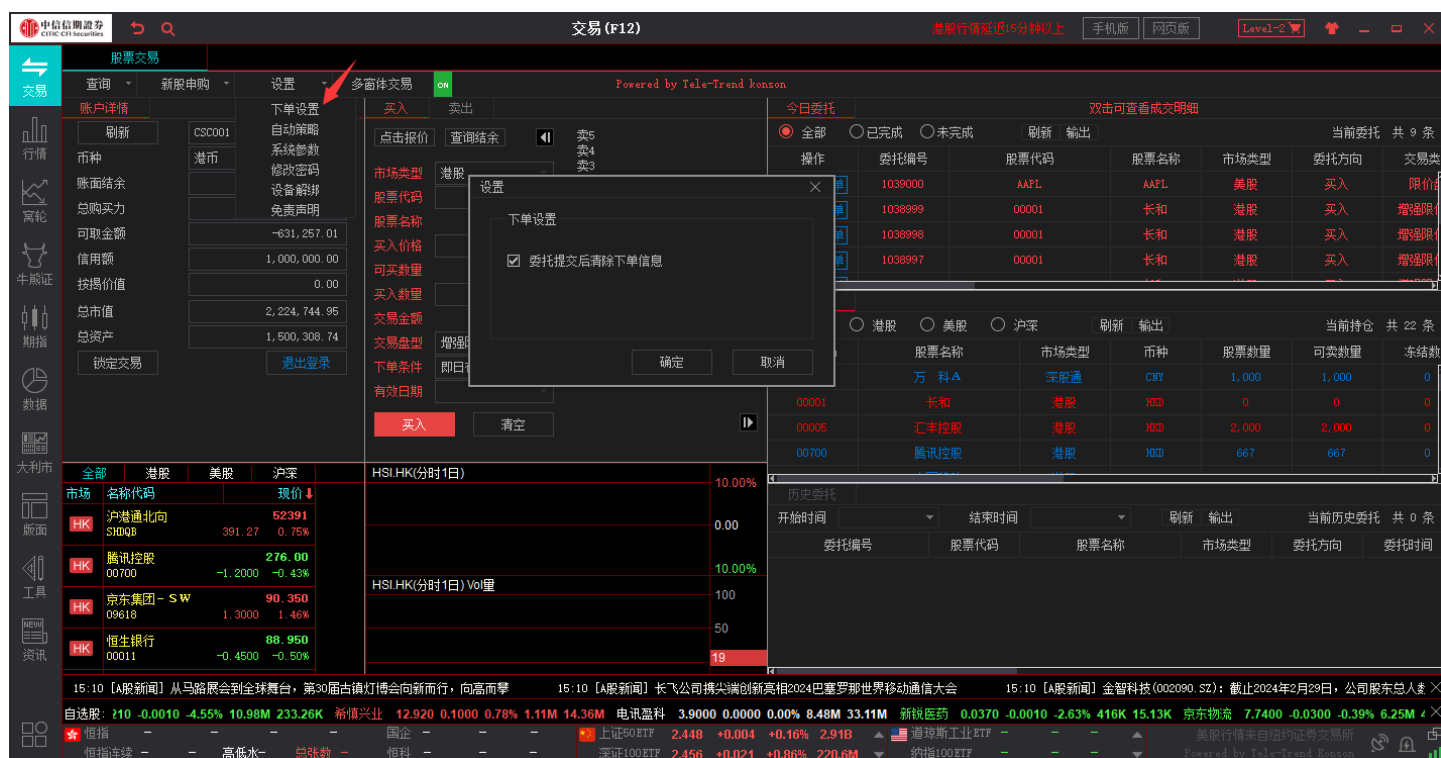 中信信期證券
CITIC CFI Securities
交易(F12)
港股行情延迟15分钟以上
手机版
网页版
Level-2
交易
行情
窝轮
牛熊证
期指
数据
大利市
版面
工具
NEW
资讯
股票交易
查询
新股申购
设置
多窗体交易
ON
Powered by Tele-Trend konson
下单设置
自动策略
系统参数
修改密码
设备解绑
免责声明
账户详情
刷新 CSC001
币种 港币
账面结余
总购买力
可取金额 -631,257.01
信用额 1,000,000.00
按揭价值 0.00
总市值 2,224,744.95
总资产 1,500,308.74
锁定交易
退出登录
买入 卖出
点击报价 查询结余
卖5
卖4
卖3
市场类型 港股
股票代码
股票名称
买入价格
可买数量
买入数量
交易金额
交易盘型 增强
下单条件 即日
有效日期
买入 清空
设置
下单设置
委托提交后清除下单信息
确定 取消
今日委托 双击可查看成交明细
全部 已完成 未完成 刷新 输出 当前委托 共 9 条
操作 委托编号 股票代码 股票名称 市场类型 委托方向 交易类
单 1039000 AAPL AAPL 美股 买入 限价
单 1038999 00001 长和 港股 买入 增强限
单 1038998 00001 长和 港股 买入 增强限
单 1038997 00001 长和 港股 买入 增强限
港股 美股 沪深 刷新 输出 当前持仓 共 22 条
股票名称 市场类型 币种 股票数量 可卖数量 冻结数
万 科A 深股通 CNY 1,000 1,000 0
00001 长和 港股 HKD 0 0 0
00005 汇丰控股 港股 HKD 2,000 2,000 0
00700 腾讯控股 港股 HKD 667 667 0
历史委托
开始时间 结束时间 刷新 输出 当前历史委托 共 0 条
委托编号 股票代码 股票名称 市场类型 委托方向 委托时间
全部 港股 美股 沪深
市场 名称代码 现价
HK 沪港通北向 52391
SHDQB 391.27 0.75%
HK 腾讯控股 276.00
00700 -1.2000 -0.43%
HK 京东集团-SW 90.350
09618 1.3000 1.46%
HK 恒生银行 88.950
00011 -0.4500 -0.50%
HSI.HK(分时1日)
10.00%
0.00
-10.00%
HSI.HK(分时1日) Vol量
100
50
19
15:10 [A股新闻] 从马路展会到全球舞台，第30届古镇灯博会向新而行，向高而攀 15:10 [A股新闻] 长飞公司携尖端创新亮相2024巴塞罗那世界移动通信大会 15:10 [A股新闻] 金智科技(002090.SZ)：截止2024年2月29日，公司股东总人数
自选股: 210 -0.0010 -4.55% 10.98M 233.26K 希慎兴业 12.920 0.1000 0.78% 1.11M 14.36M 电讯盈科 3.9000 0.0000 0.00% 8.48M 33.11M 新锐医药 0.0370 -0.0010 -2.63% 416K 15.13K 京东物流 7.7400 -0.0300 -0.39% 6.25M
恒指 - - - 国企 - - - 上证50ETF 2.448 +0.004 +0.16% 2.91B 道琼斯工业ETF - - - 美股行情来自纽约证券交易所
恒指连续 - - 高低水- 总张数 - 恒科 - - - 深证100ETF 2.456 +0.021 +0.86% 220.6M 纳指100ETF - - - Powered by Tele-Trend Konson